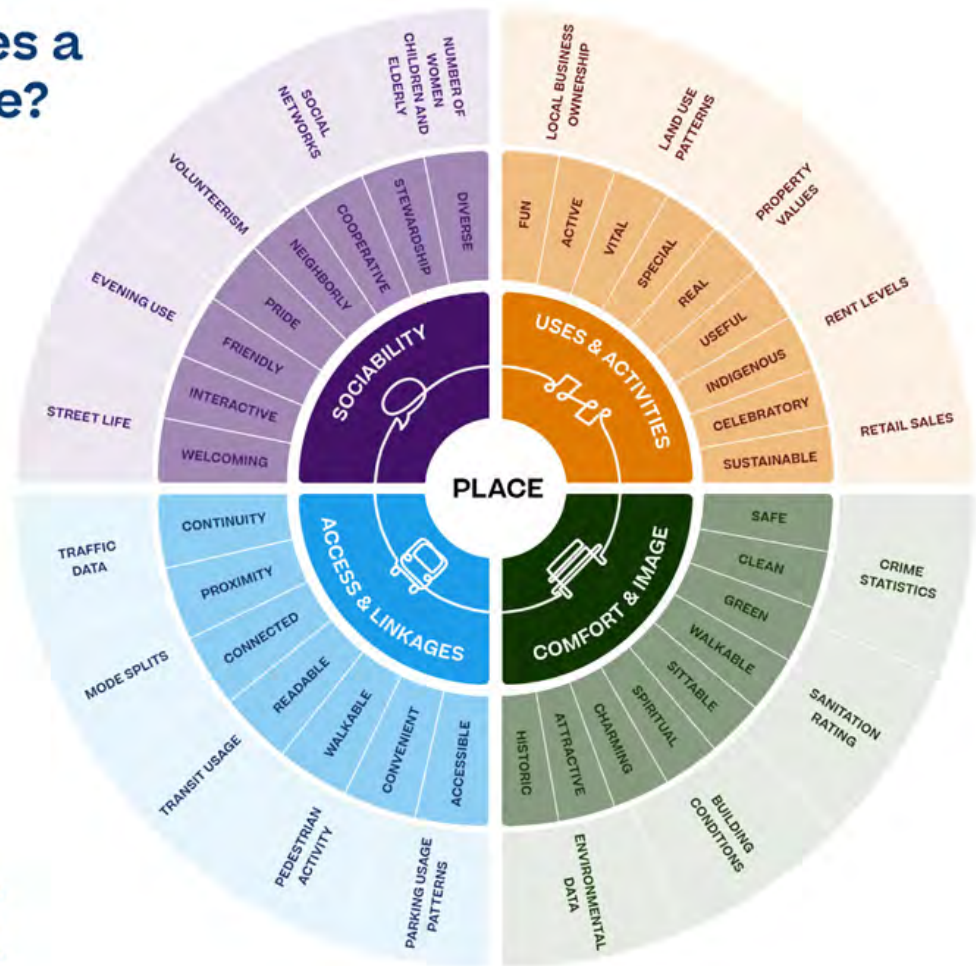 es a
e?
NUMBER OF
WOMEN
CHILDREN AND
ELDERLY
SOCIAL
NETWORKS
VOLUNTEERISM
EVENING USE
STREET LIFE
DIVERSE
STEWARDSHIP
COOPERATIVE
NEIGHBORLY
PRIDE
FRIENDLY
INTERACTIVE
WELCOMING
SOCIABILITY
LOCAL BUSINESS
OWNERSHIP
LAND USE
PATTERNS
PROPERTY
VALUES
RENT LEVELS
RETAIL SALES
FUN
ACTIVE
VITAL
SPECIAL
REAL
USEFUL
INDIGENOUS
CELEBRATORY
SUSTAINABLE
USES & ACTIVITIES
PLACE
ACCESS & LINKAGES
CONTINUITY
PROXIMITY
CONNECTED
READABLE
WALKABLE
CONVENIENT
ACCESSIBLE
TRAFFIC
DATA
MODE SPLITS
TRANSIT USAGE
PEDESTRIAN
ACTIVITY
PARKING USAGE
PATTERNS
COMFORT & IMAGE
SAFE
CLEAN
GREEN
WALKABLE
SITTABLE
SPIRITUAL
CHARMING
ATTRACTIVE
HISTORIC
CRIME
STATISTICS
SANITATION
RATING
BUILDING
CONDITIONS
ENVIRONMENTAL
DATA